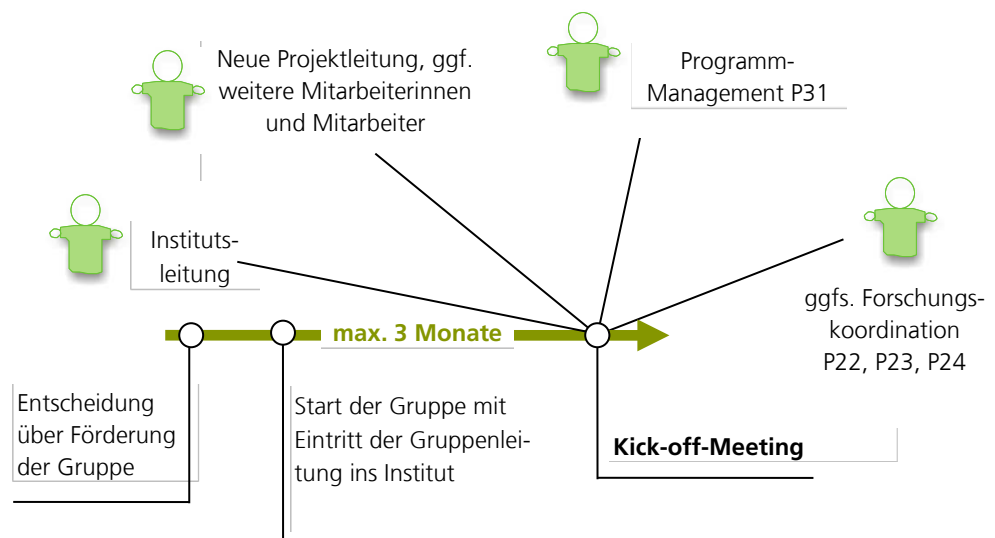 Neue Projektleitung, ggf.
weitere Mitarbeiterinnen
und Mitarbeiter
Programm-
Management P31
Instituts-
leitung
ggfs. Forschungs-
koordination
P22, P23, P24
max. 3 Monate
Entscheidung
über Förderung
der Gruppe
Start der Gruppe mit
Eintritt der Gruppenlei-
tung ins Institut
Kick-off-Meeting